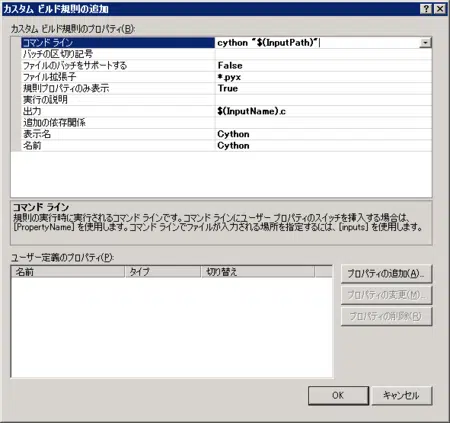 カスタム ビルド規則の追加
カスタム ビルド規則のプロパティ(B):
コマンド ライン cython "$(InputPath)"
バッチの区切り記号
ファイルのバッチをサポートする False
ファイル拡張子 *.pyx
規則プロパティのみ表示 True
実行の説明
出力 $(InputName).c
追加の依存関係
表示名 Cython
名前 Cython
コマンド ライン
規則の実行時に実行されるコマンド ラインです。コマンド ラインにユーザー プロパティのスイッチを挿入する場合は、
[PropertyName] を使用します。コマンド ラインでファイルが入力される場所を指定するには、[inputs] を使用します。
ユーザー定義のプロパティ(P):
名前 タイプ 切り替え
プロパティの追加(A)...
プロパティの変更(M)...
プロパティの削除(R)
OK キャンセル